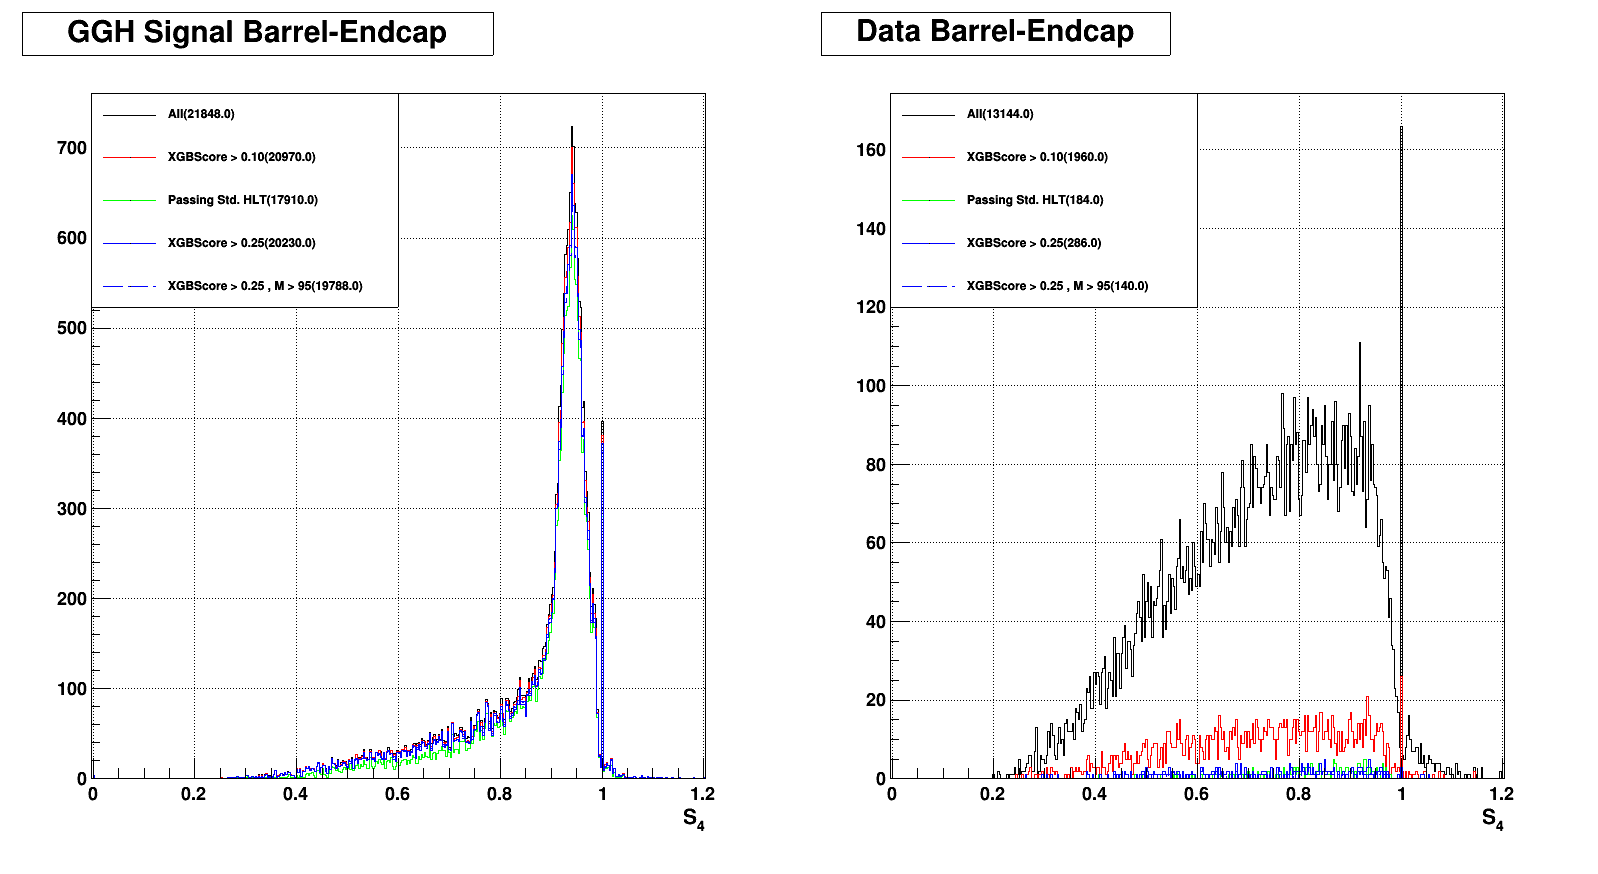 GGH Signal Barrel-Endcap
All(21848.0)
XGBScore > 0.10(20970.0)
Passing Std. HLT(17910.0)
XGBScore > 0.25(20230.0)
XGBScore > 0.25 , M > 95(19788.0)
700
600
500
400
300
200
100
0
0 0.2 0.4 0.6 0.8 1 1.2
S4
Data Barrel-Endcap
All(13144.0)
XGBScore > 0.10(1960.0)
Passing Std. HLT(184.0)
XGBScore > 0.25(286.0)
XGBScore > 0.25 , M > 95(140.0)
160
140
120
100
80
60
40
20
0
0 0.2 0.4 0.6 0.8 1 1.2
S4